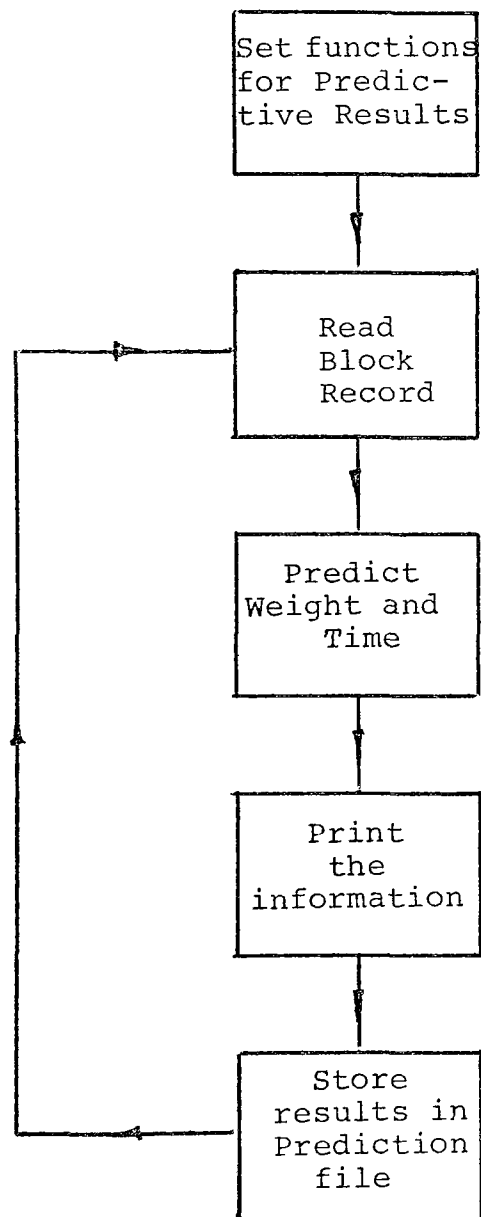 Set functions
for Predic-
tive Results
Read
Block
Record
Predict
Weight and
Time
Print
the
information
Store
results in
Prediction
file